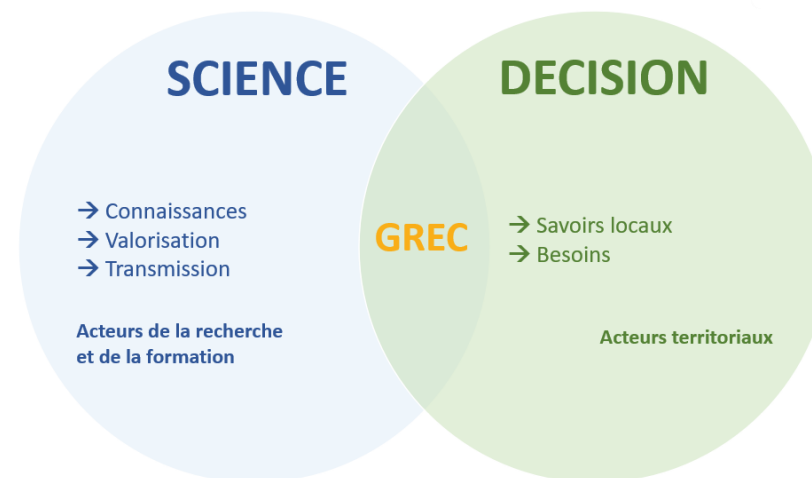 SCIENCE
→ Connaissances
→ Valorisation
→ Transmission
Acteurs de la recherche
et de la formation
GREC
DECISION
→ Savoirs locaux
→ Besoins
Acteurs territoriaux